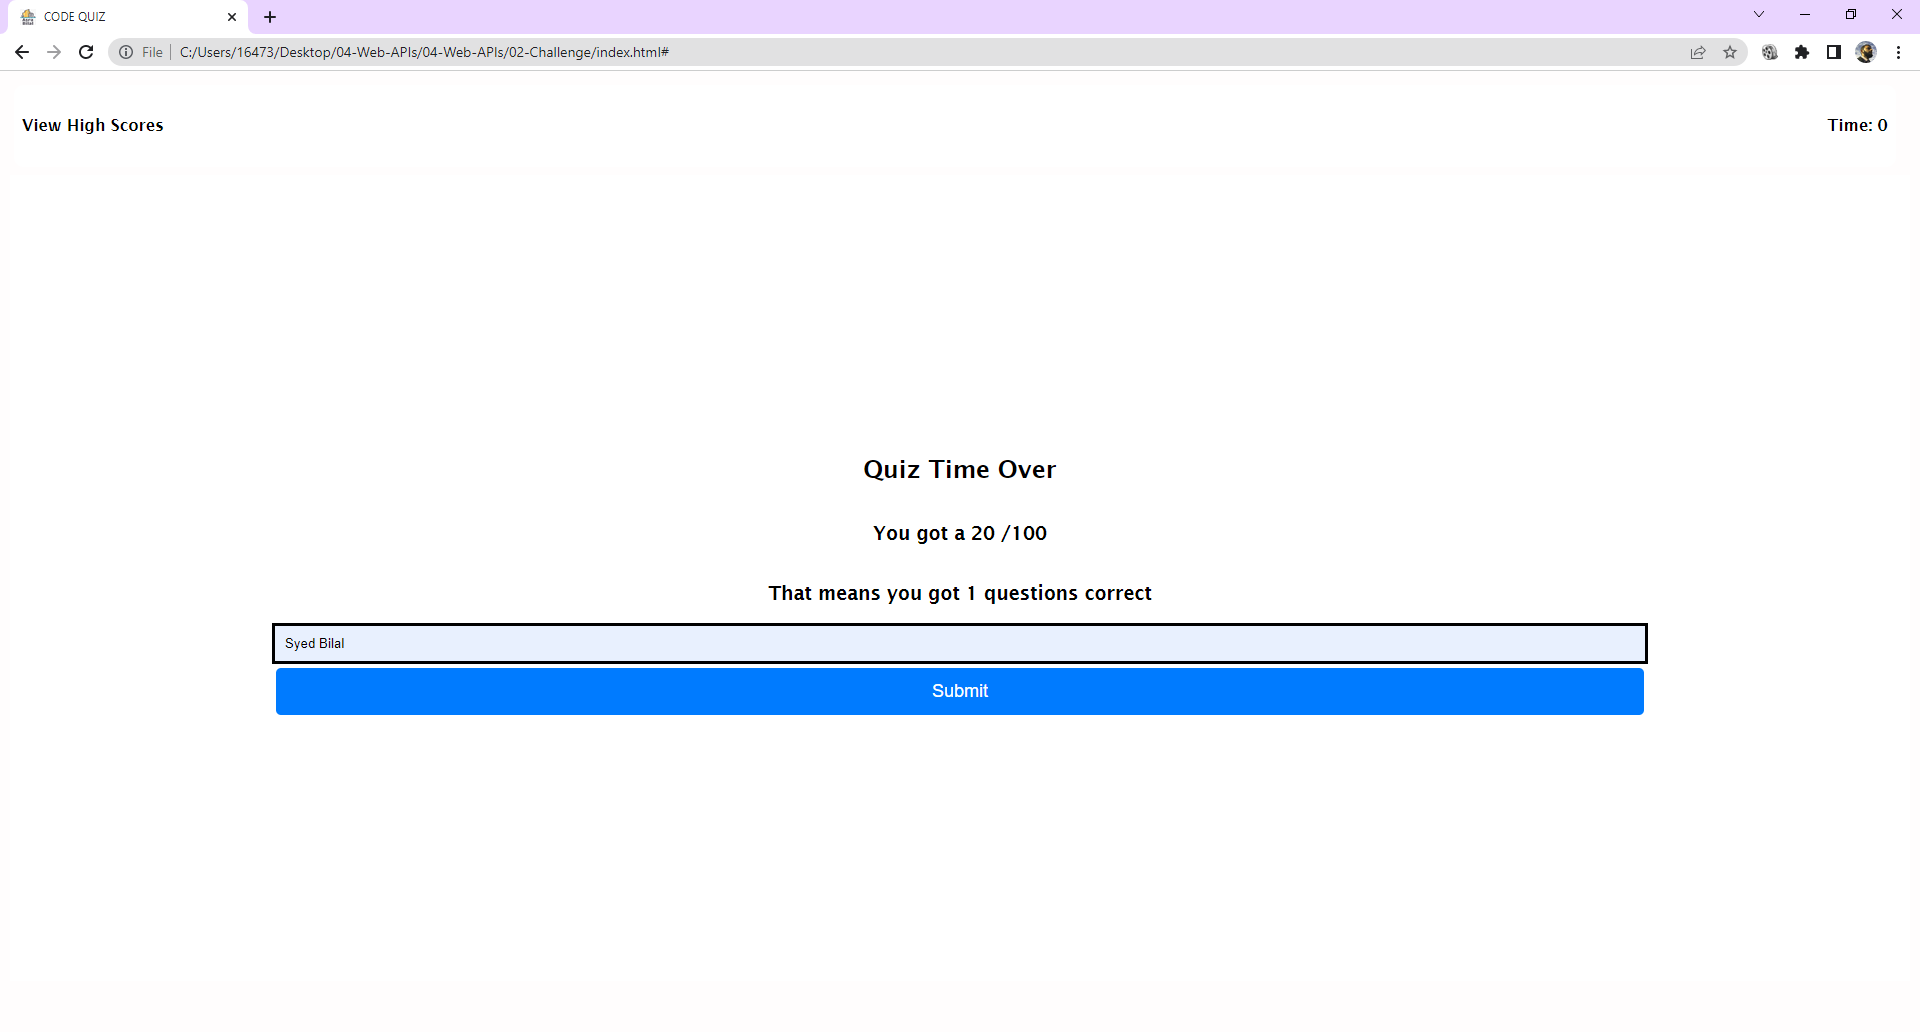 CODE QUIZ
File C:/Users/16473/Desktop/04-Web-APIs/04-Web-APIs/02-Challenge/index.html#
View High Scores
Time: 0
Quiz Time Over
You got a 20 /100
That means you got 1 questions correct
Syed Bilal
Submit